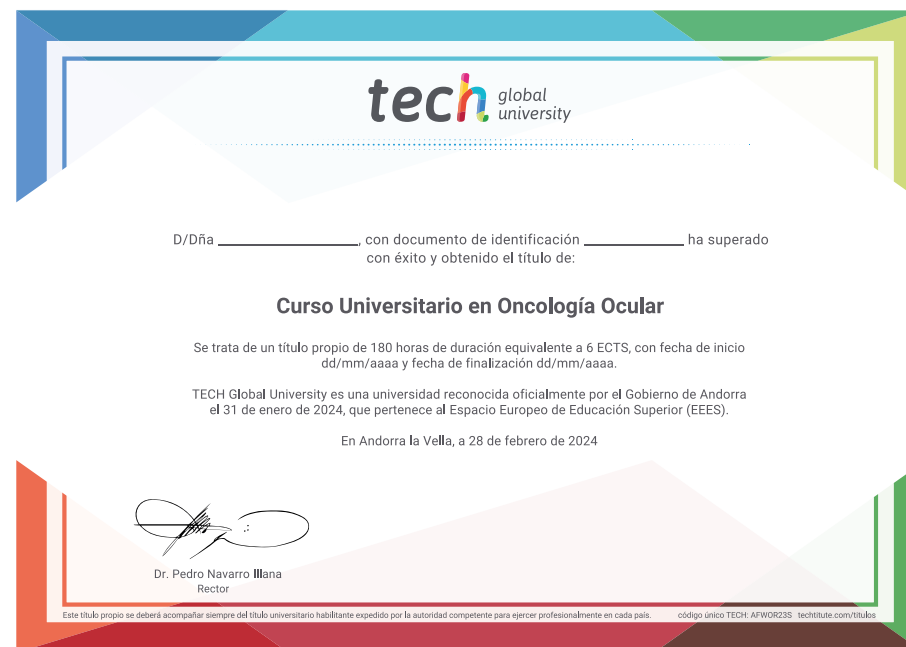 tech global university
D/Dña ____________________, con documento de identificación ______________ ha superado
con éxito y obtenido el título de:
Curso Universitario en Oncología Ocular
Se trata de un título propio de 180 horas de duración equivalente a 6 ECTS, con fecha de inicio
dd/mm/aaaa y fecha de finalización dd/mm/aaaa.
TECH Global University es una universidad reconocida oficialmente por el Gobierno de Andorra
el 31 de enero de 2024, que pertenece al Espacio Europeo de Educación Superior (EEES).
En Andorra la Vella, a 28 de febrero de 2024
Dr. Pedro Navarro Illana
Rector
Este título propio se deberá acompañar siempre del título universitario habilitante expedido por la autoridad competente para ejercer profesionalmente en cada país. código único TECH: AFWOR23S techtitute.com/titulos